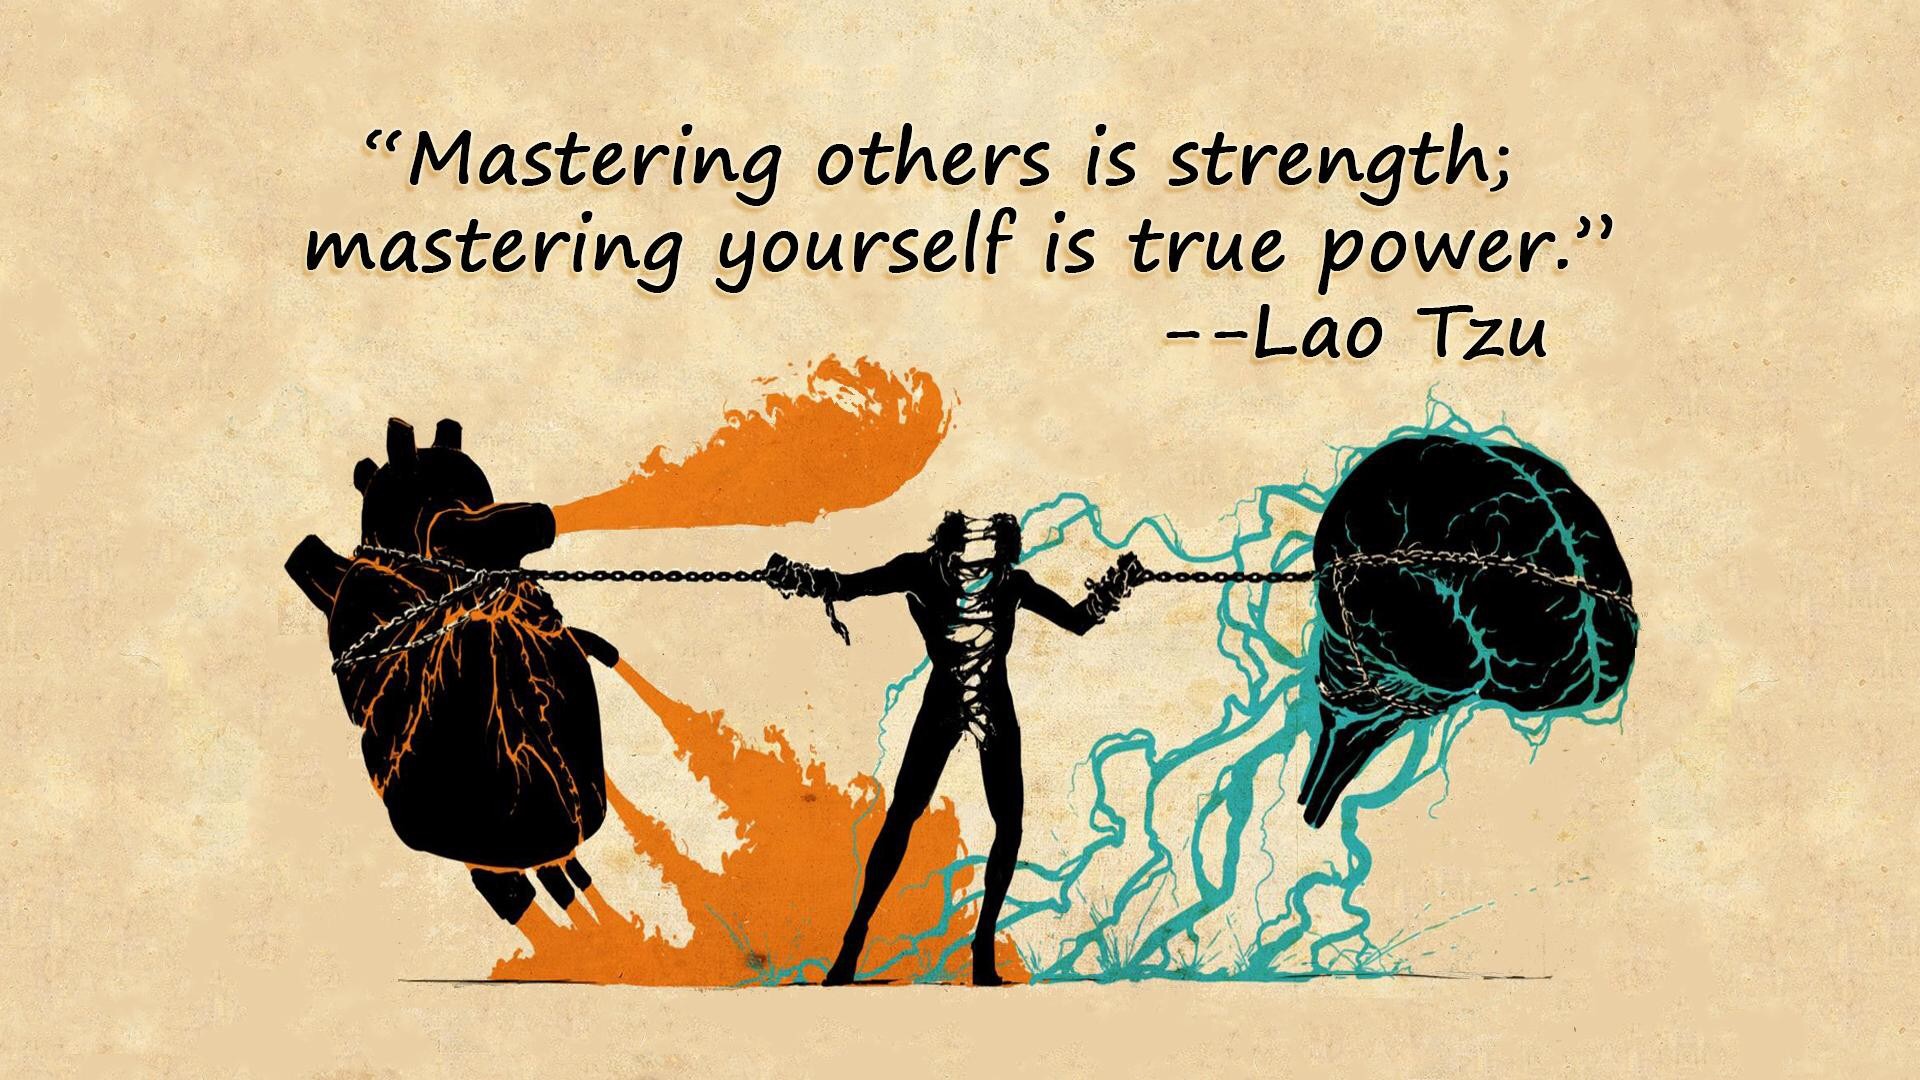 “Mastering others is strength;
mastering yourself is true power.”
--Lao Tzu